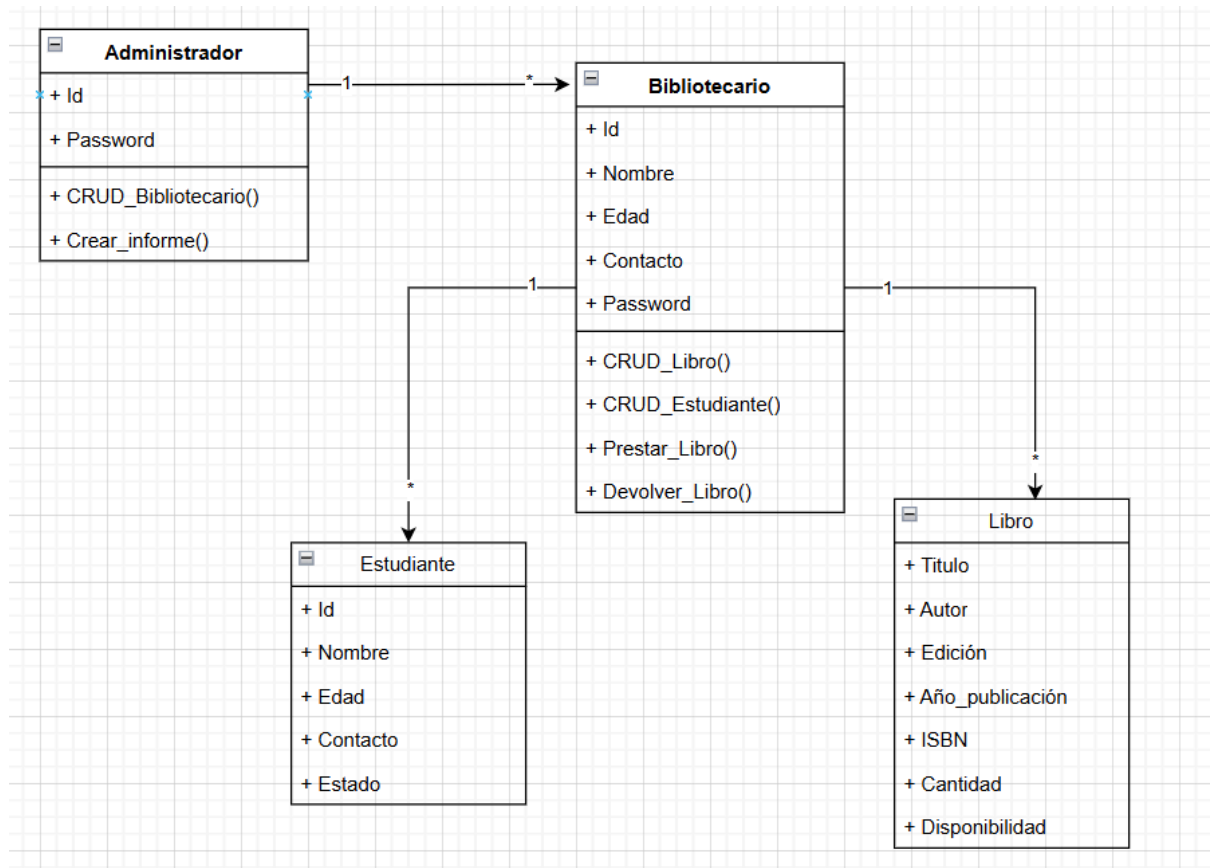 Administrador
+ Id
+ Password
+ CRUD_Bibliotecario()
+ Crear_informe()
1
*
Bibliotecario
+ Id
+ Nombre
+ Edad
+ Contacto
+ Password
+ CRUD_Libro()
+ CRUD_Estudiante()
+ Prestar_Libro()
+ Devolver_Libro()
1
*
1
*
Estudiante
+ Id
+ Nombre
+ Edad
+ Contacto
+ Estado
Libro
+ Titulo
+ Autor
+ Edición
+ Año_publicación
+ ISBN
+ Cantidad
+ Disponibilidad